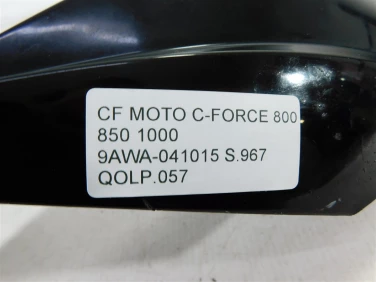 CF MOTO C-FORCE 800
850 1000
9AWA-041015 S.967
QOLP.057